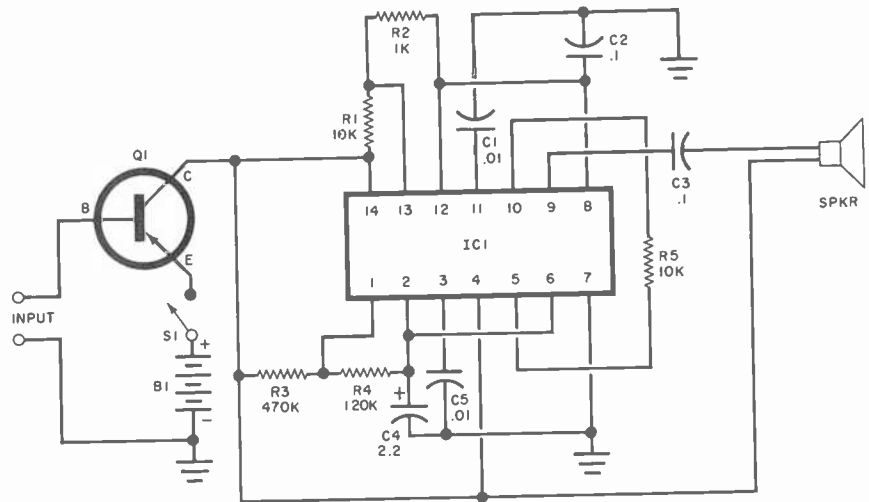 R2
1K
C2
.1
R1
10K
C1
.01
Q1
C
B
E
C3
.1
SPKR
14 13 12 11 10 9 8
IC1
1 2 3 4 5 6 7
R5
10K
INPUT
S1
+
B1
-
R3
470K
R4
120K
+
C4
2.2
C5
.01